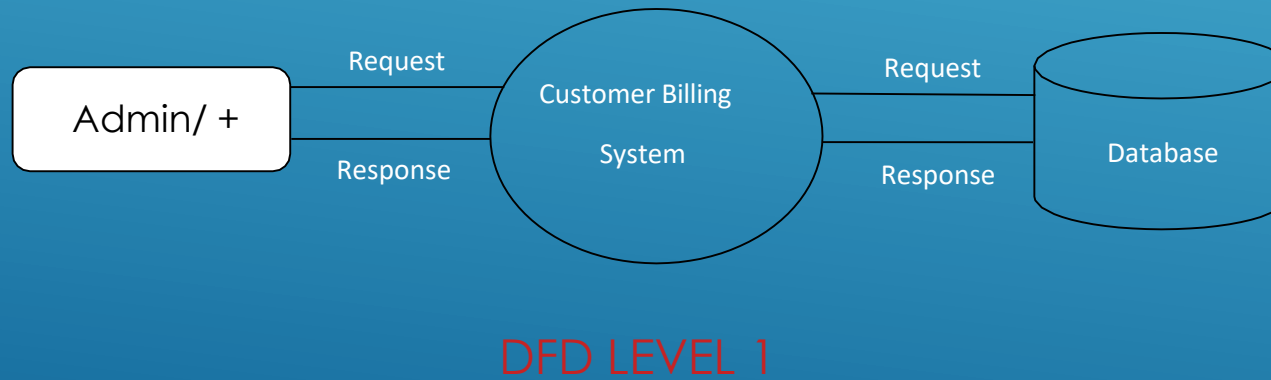 Request
Request
Admin/ +
Customer Billing
System
Database
Response
Response
DFD LEVEL 1